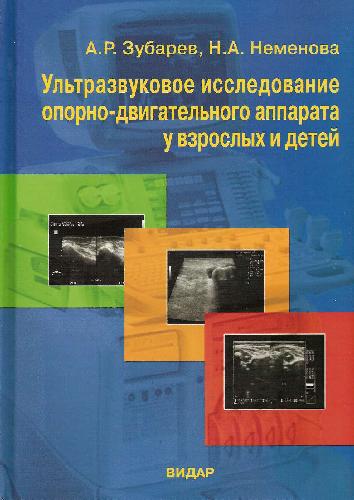 А.Р. Зубарев, Н.А. Неменова
Ультразвуковое исследование
опорно-двигательного аппарата
у взрослых и детей
ВИДАР